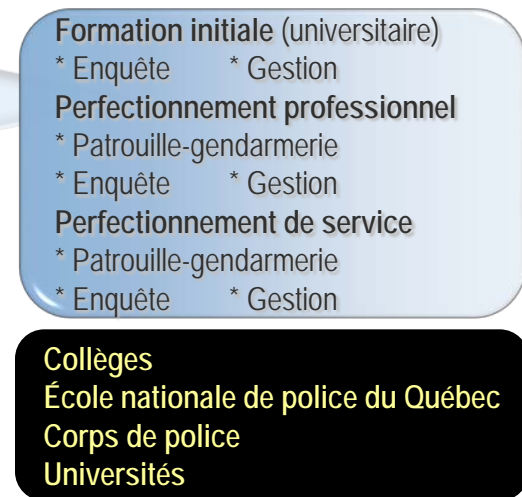 Formation initiale (universitaire)
* Enquête * Gestion
Perfectionnement professionnel
* Patrouille-gendarmerie
* Enquête * Gestion
Perfectionnement de service
* Patrouille-gendarmerie
* Enquête * Gestion
Collèges
École nationale de police du Québec
Corps de police
Universités